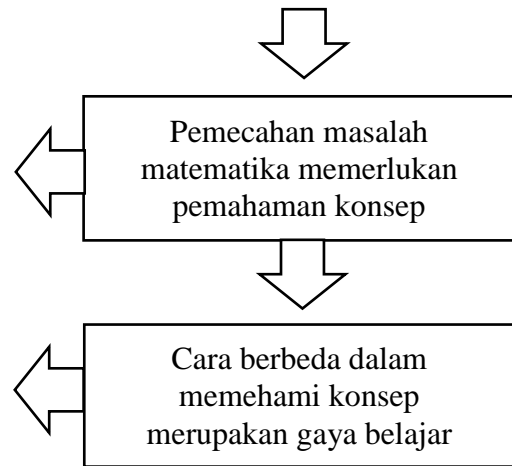 Pemecahan masalah
matematika memerlukan
pemahaman konsep
Cara berbeda dalam
memehami konsep
merupakan gaya belajar